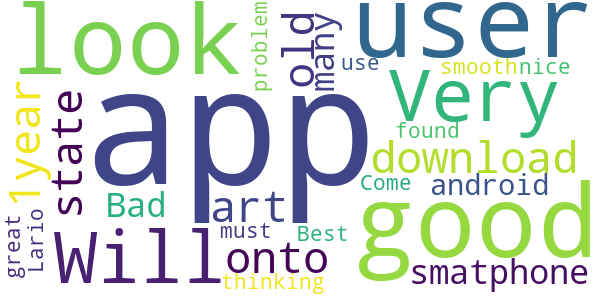 look
problem
old
many
user
use
smooth
nice
1year
state
app
Very
found
download
Bad
art
Come
android
great
Lario
Will
must
onto
Best
good
thinking
smatphone